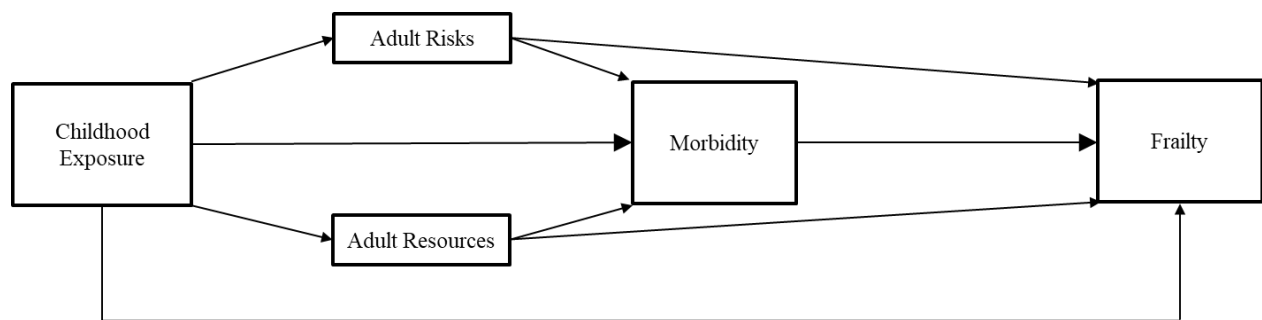 Adult Risks
Childhood
Exposure
Morbidity
Frailty
Adult Resources